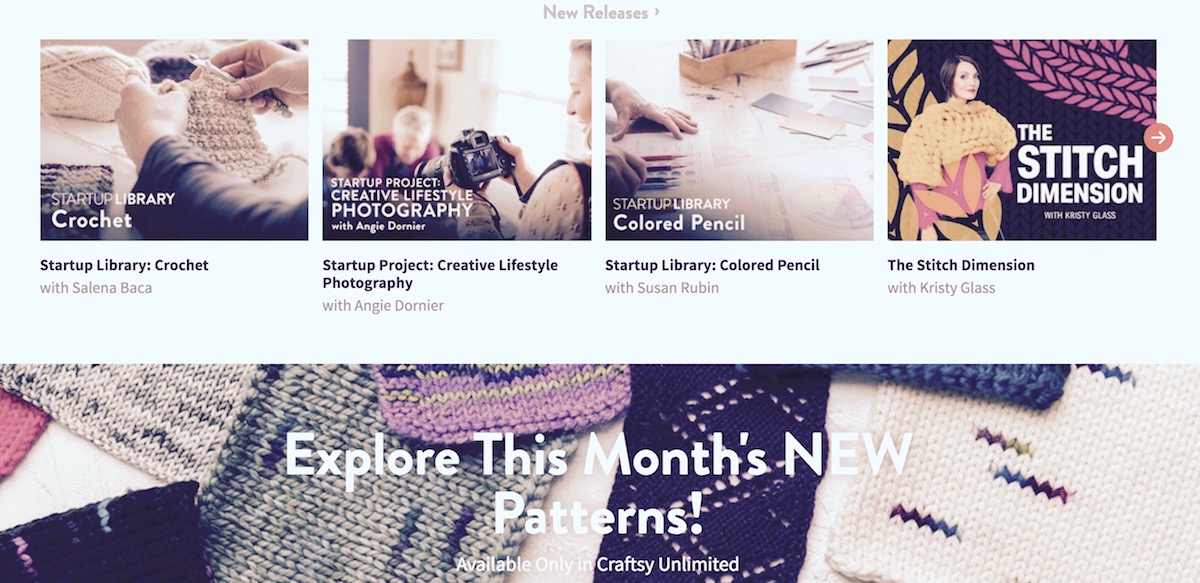 New Releases ›
STARTUP LIBRARY
Crochet
STARTUP PROJECT:
CREATIVE LIFESTYLE
PHOTOGRAPHY
with Angie Dornier
STARTUP LIBRARY
Colored Pencil
THE
STITCH
DIMENSION
WITH KRISTY GLASS
Startup Library: Crochet
with Salena Baca
Startup Project: Creative Lifestyle
Photography
with Angie Dornier
Startup Library: Colored Pencil
with Susan Rubin
The Stitch Dimension
with Kristy Glass
Explore This Month's NEW
Patterns!
Available Only in Craftsy Unlimited